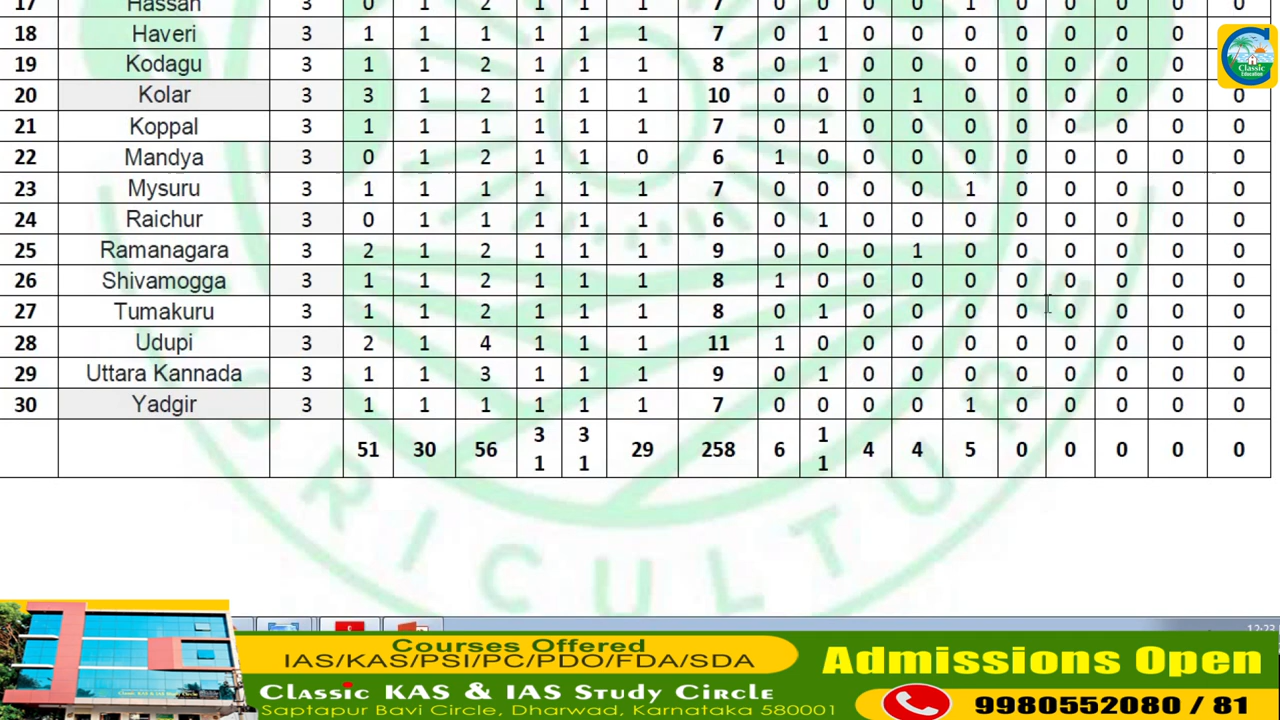 17 Hassan 3 0 1 2 1 1 1 7 0 0 0 0 1 0 0 0 0 0
18 Haveri 3 1 1 1 1 1 1 7 0 1 0 0 0 0 0 0 0 0
19 Kodagu 3 1 1 2 1 1 1 8 0 1 0 0 0 0 0 0 0 0
20 Kolar 3 3 1 2 1 1 1 10 0 0 0 1 0 0 0 0 0 0
21 Koppal 3 1 1 1 1 1 1 7 0 1 0 0 0 0 0 0 0 0
22 Mandya 3 0 1 2 1 1 0 6 1 0 0 0 0 0 0 0 0 0
23 Mysuru 3 1 1 1 1 1 1 7 0 0 0 0 1 0 0 0 0 0
24 Raichur 3 0 1 1 1 1 1 6 0 1 0 0 0 0 0 0 0 0
25 Ramanagara 3 2 1 2 1 1 1 9 0 0 0 1 0 0 0 0 0 0
26 Shivamogga 3 1 1 2 1 1 1 8 1 0 0 0 0 0 0 0 0 0
27 Tumakuru 3 1 1 2 1 1 1 8 0 1 0 0 0 0 0 0 0 0
28 Udupi 3 2 1 4 1 1 1 11 1 0 0 0 0 0 0 0 0 0
29 Uttara Kannada 3 1 1 3 1 1 1 9 0 1 0 0 0 0 0 0 0 0
30 Yadgir 3 1 1 1 1 1 1 7 0 0 0 0 1 0 0 0 0 0
51 30 56 31 31 29 258 6 11 4 4 5 0 0 0 0 0
RICULTURE
Classic
Education
12:23
Courses Offered
IAS/KAS/PSI/PC/PDO/FDA/SDA
Classic KAS & IAS Study Circle
Saptapur Bavi Circle, Dharwad, Karnataka 580001
Admissions Open
9980552080 / 81